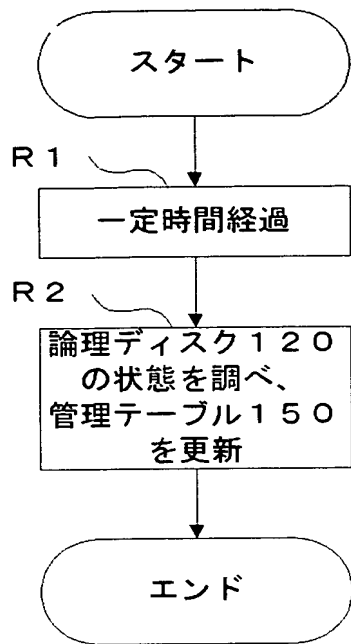 スタート
R1
一定時間経過
R2
論理ディスク120
の状態を調べ、
管理テーブル150
を更新
エンド